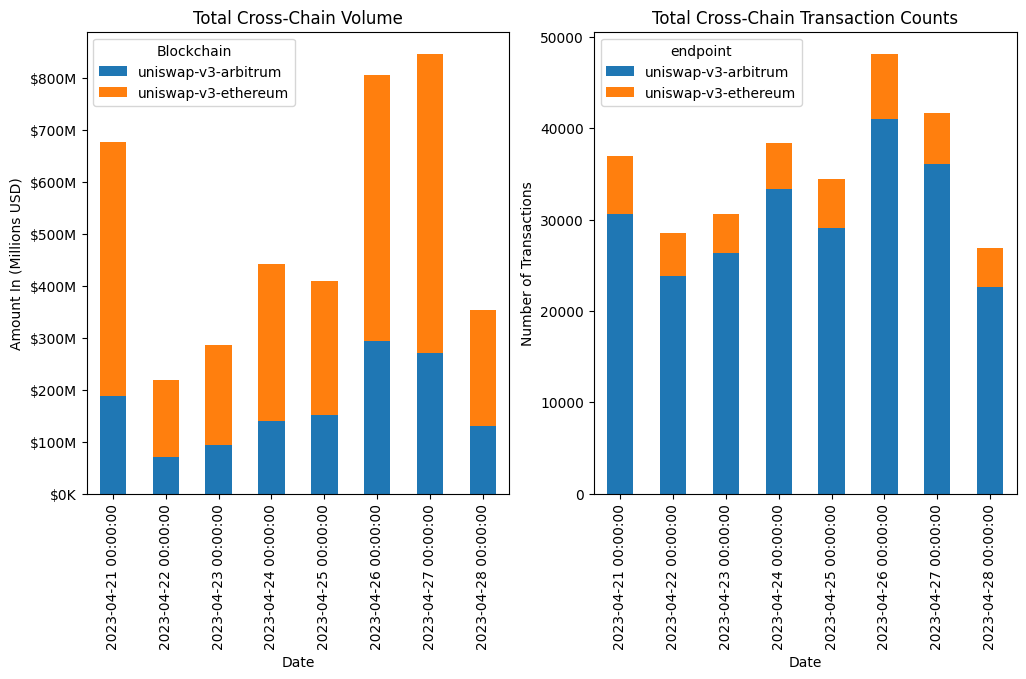 Total Cross-Chain Volume
Blockchain
uniswap-v3-arbitrum
uniswap-v3-ethereum
Amount In (Millions USD)
$800M
$700M
$600M
$500M
$400M
$300M
$200M
$100M
$0K
2023-04-21 00:00:00
2023-04-22 00:00:00
2023-04-23 00:00:00
2023-04-24 00:00:00
2023-04-25 00:00:00
2023-04-26 00:00:00
2023-04-27 00:00:00
2023-04-28 00:00:00
Date
Total Cross-Chain Transaction Counts
endpoint
uniswap-v3-arbitrum
uniswap-v3-ethereum
Number of Transactions
50000
40000
30000
20000
10000
0
2023-04-21 00:00:00
2023-04-22 00:00:00
2023-04-23 00:00:00
2023-04-24 00:00:00
2023-04-25 00:00:00
2023-04-26 00:00:00
2023-04-27 00:00:00
2023-04-28 00:00:00
Date